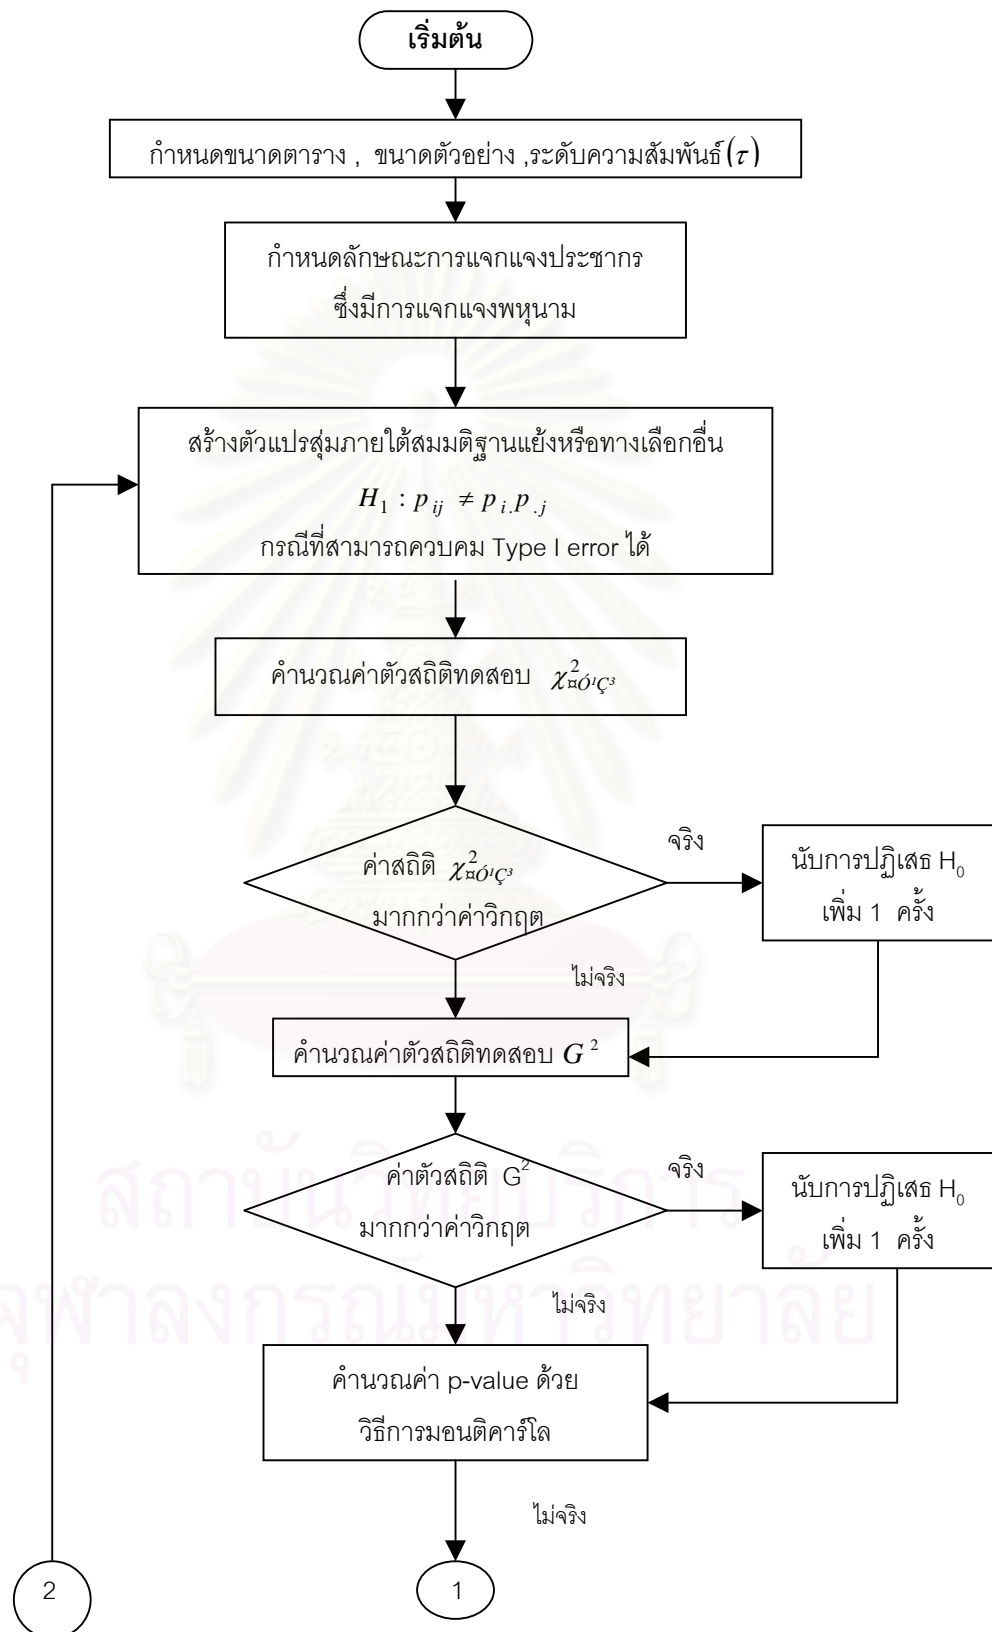 เริ่มต้น
กำหนดขนาดตาราง , ขนาดตัวอย่าง ,ระดับความสัมพันธ์ (τ)
กำหนดลักษณะการแจกแจงประชากร
ซึ่งมีการแจกแจงพหุนาม
สร้างตัวแปรสุ่มภายใต้สมมติฐานแย้งหรือทางเลือกอื่น
H₁ : p ᵢⱼ ≠ p ᵢ. p .ⱼ
กรณีที่สามารถควบคม Type I error ได้
คำนวณค่าตัวสถิติทดสอบ χ²¤Ó¹Ç³
ค่าสถิติ χ²¤Ó¹Ç³
มากกว่าค่าวิกฤต
จริง
นับการปฏิเสธ H₀
เพิ่ม 1 ครั้ง
ไม่จริง
คำนวณค่าตัวสถิติทดสอบ G ²
ค่าตัวสถิติ G²
มากกว่าค่าวิกฤต
จริง
นับการปฏิเสธ H₀
เพิ่ม 1 ครั้ง
ไม่จริง
คำนวณค่า p-value ด้วย
วิธีการมอนติคาร์โล
ไม่จริง
2
1
สถาบันวิทยบริการ
จุฬาลงกรณ์มหาวิทยาลัย